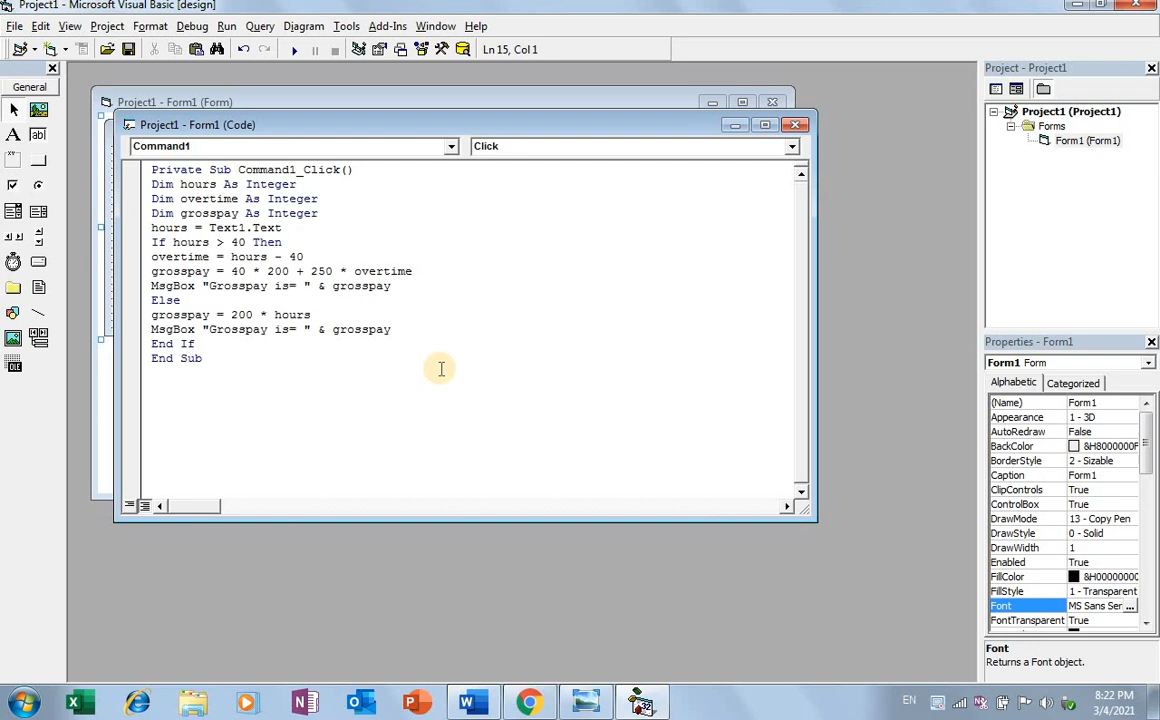 Project1 - Microsoft Visual Basic [design]
File Edit View Project Format Debug Run Query Diagram Tools Add-Ins Window Help
Ln 15, Col 1
General
A
ab|
OLE
Project1 - Form1 (Form)
Project1 - Form1 (Code)
Command1
Click
Private Sub Command1_Click()
Dim hours As Integer
Dim overtime As Integer
Dim grosspay As Integer
hours = Text1.Text
If hours > 40 Then
overtime = hours - 40
grosspay = 40 * 200 + 250 * overtime
MsgBox "Grosspay is= " & grosspay
Else
grosspay = 200 * hours
MsgBox "Grosspay is= " & grosspay
End If
End Sub
Project - Project1
Project1 (Project1)
Forms
Form1 (Form1)
Properties - Form1
Form1 Form
Alphabetic Categorized
(Name) Form1
Appearance 1 - 3D
AutoRedraw False
BackColor &H8000000F
BorderStyle 2 - Sizable
Caption Form1
ClipControls True
ControlBox True
DrawMode 13 - Copy Pen
DrawStyle 0 - Solid
DrawWidth 1
Enabled True
FillColor &H00000000
FillStyle 1 - Transparent
Font MS Sans Ser ...
FontTransparent True
Font
Returns a Font object.
EN
8:22 PM
3/4/2021